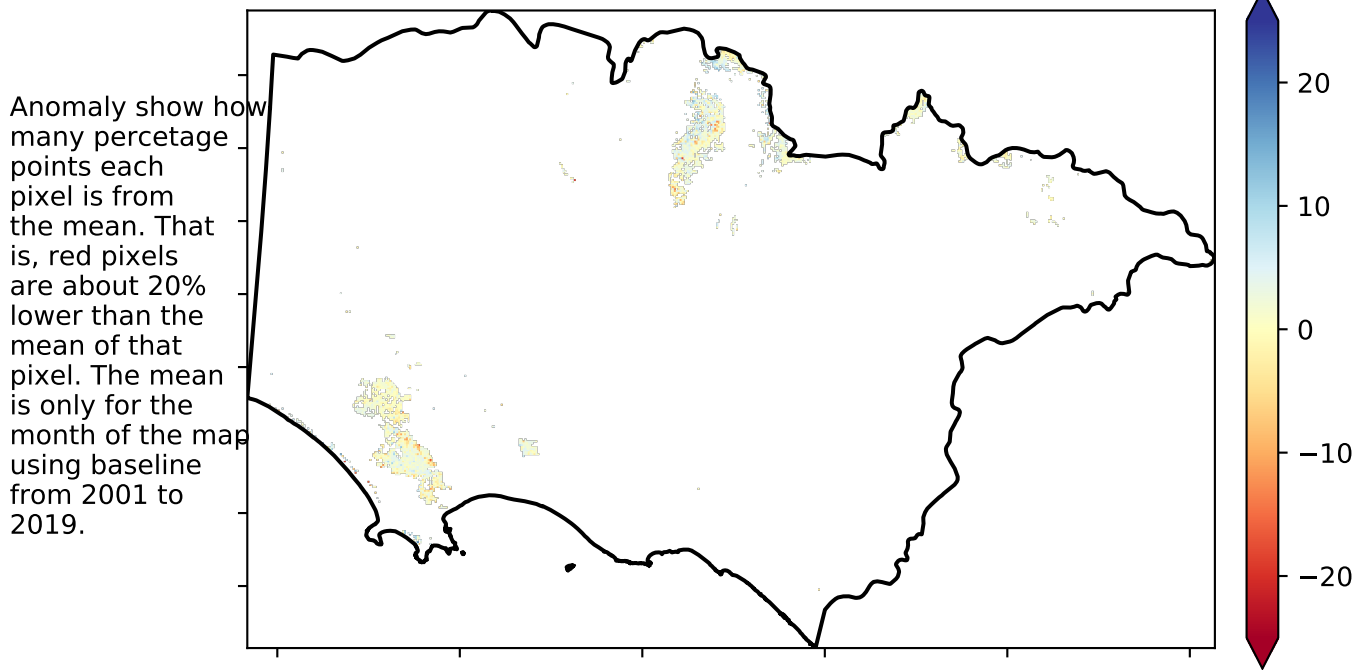 Anomaly show how
many percetage
points each
pixel is from
the mean. That
is, red pixels
are about 20%
lower than the
mean of that
pixel. The mean
is only for the
month of the map
using baseline
from 2001 to
2019.
20
10
0
−10
−20